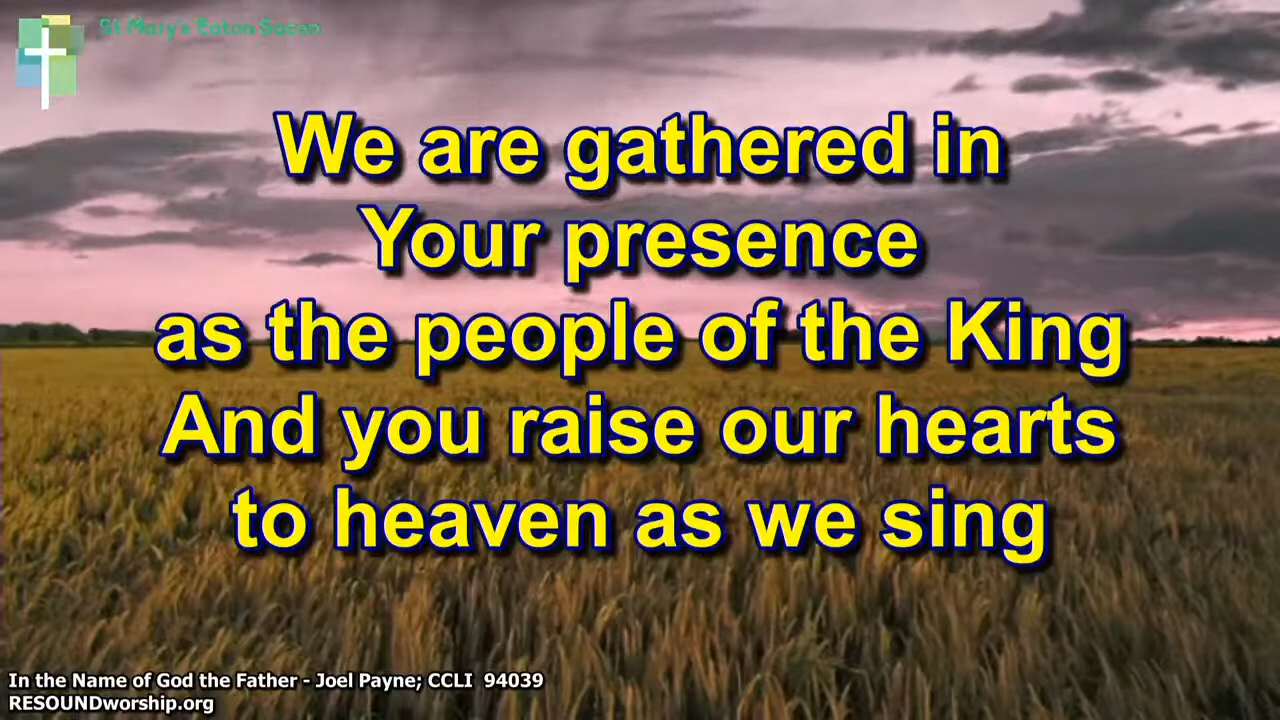 St Mary's Eaton Socon
We are gathered in
Your presence
as the people of the King
And you raise our hearts
to heaven as we sing
In the Name of God the Father - Joel Payne; CCLI 94039
RESOUNDworship.org